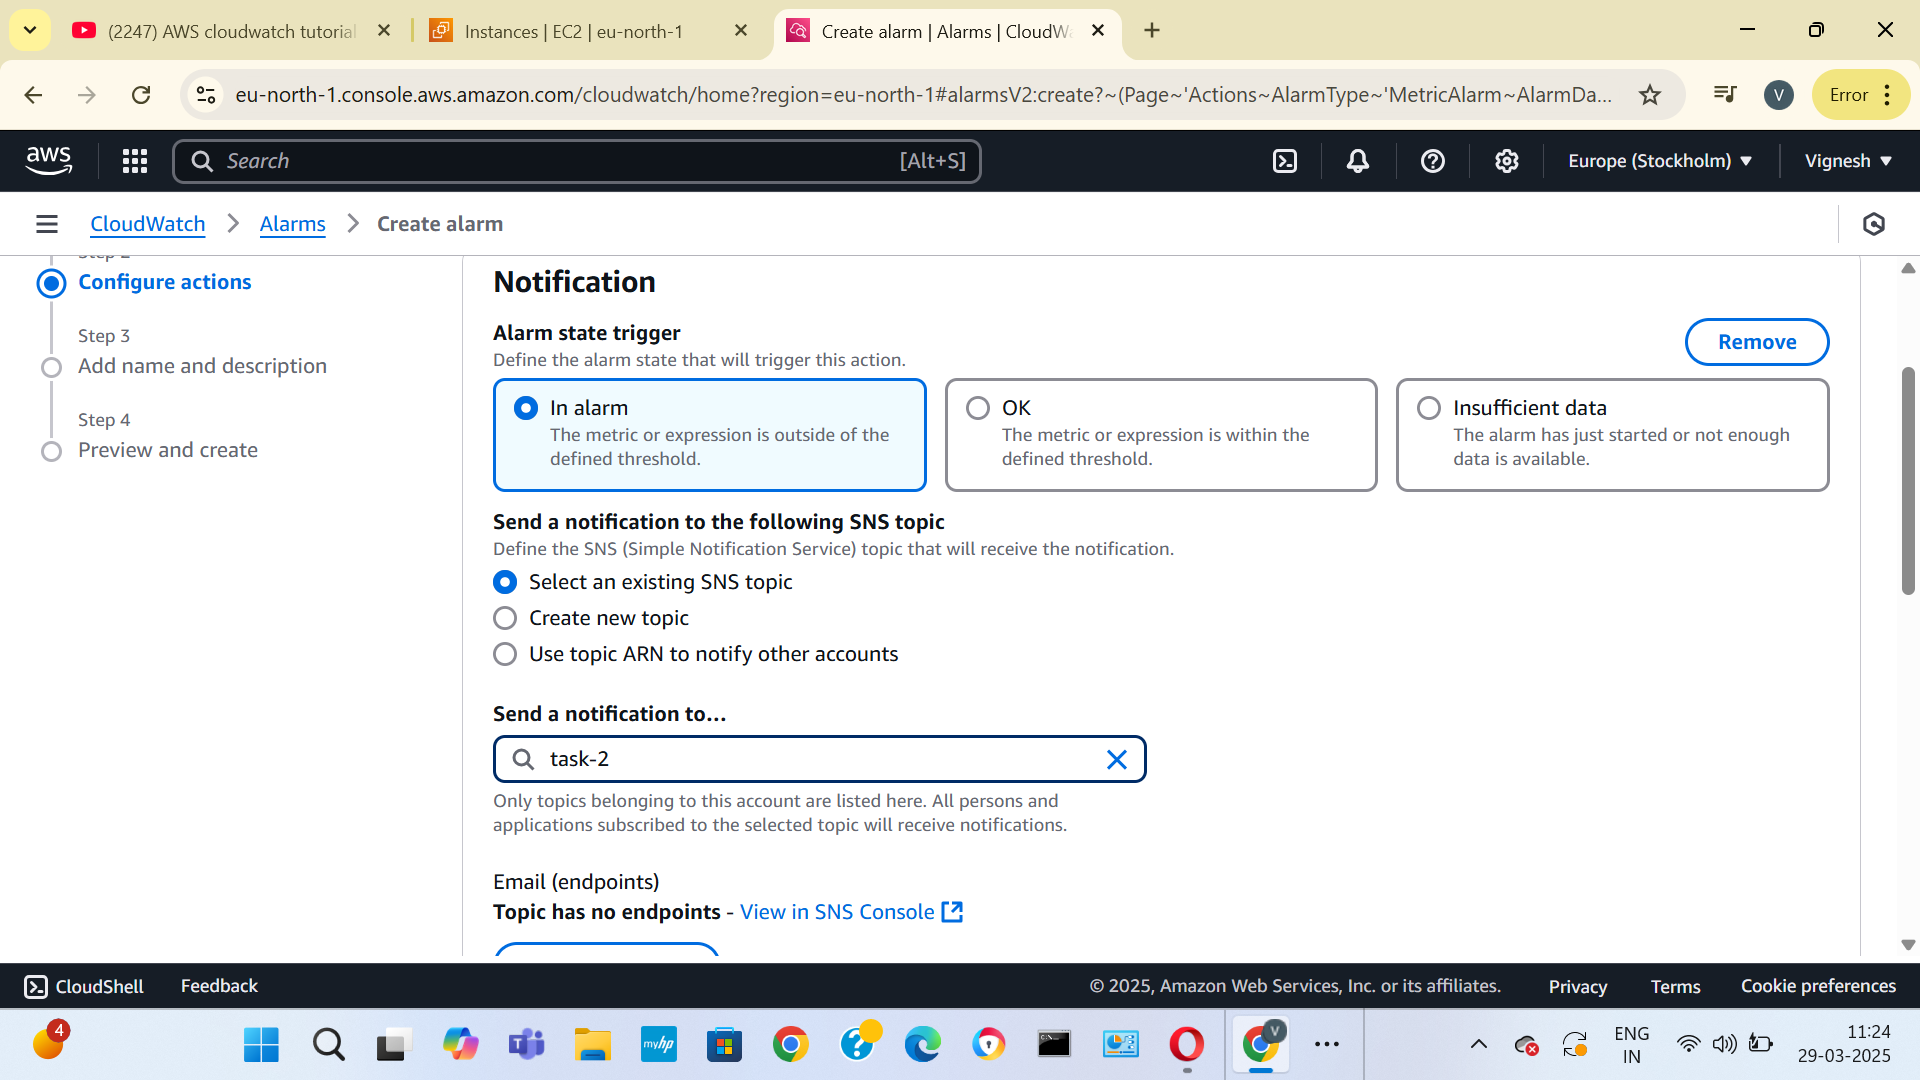 (2247) AWS cloudwatch tutorial
Instances | EC2 | eu-north-1
Create alarm | Alarms | CloudWa
eu-north-1.console.aws.amazon.com/cloudwatch/home?region=eu-north-1#alarmsV2:create?~(Page~'Actions~AlarmType~'MetricAlarm~AlarmDa...
V
Error
aws
Search
[Alt+S]
Europe (Stockholm)
Vignesh
CloudWatch
Alarms
Create alarm
Step 2
Configure actions
Step 3
Add name and description
Step 4
Preview and create
Notification
Alarm state trigger
Define the alarm state that will trigger this action.
Remove
In alarm
The metric or expression is outside of the
defined threshold.
OK
The metric or expression is within the
defined threshold.
Insufficient data
The alarm has just started or not enough
data is available.
Send a notification to the following SNS topic
Define the SNS (Simple Notification Service) topic that will receive the notification.
Select an existing SNS topic
Create new topic
Use topic ARN to notify other accounts
Send a notification to…
task-2
Only topics belonging to this account are listed here. All persons and
applications subscribed to the selected topic will receive notifications.
Email (endpoints)
Topic has no endpoints - View in SNS Console
CloudShell
Feedback
© 2025, Amazon Web Services, Inc. or its affiliates.
Privacy
Terms
Cookie preferences
4
myhp
V
ENG
IN
11:24
29-03-2025